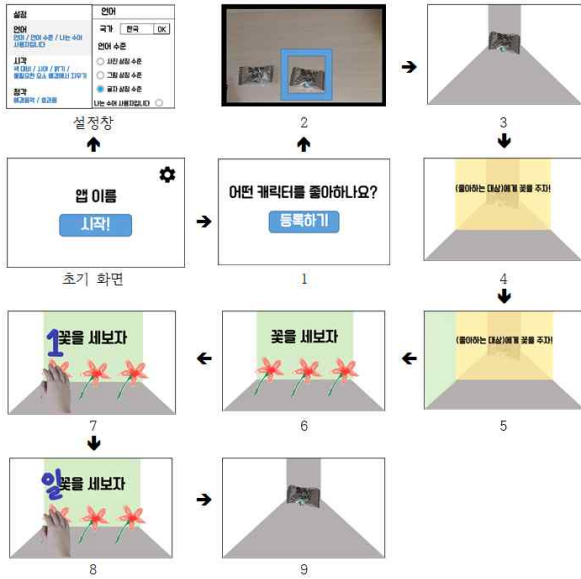 설정
언어
언어 / 언어 수준 / 나는 수어
사용자입니다
시각
색 대비 / 시야 / 밝기 /
불필요한 요소 배경에서 지우기
청각
배경음악 / 효과음
언어
국가 한국 OK
언어 수준
사진 상징 수준
그림 상징 수준
글자 상징 수준
나는 수어 사용자입니다
설정창
2
3
앱 이름
시작!
초기 화면
어떤 캐릭터를 좋아하나요?
등록하기
1
(좋아하는 대상)에게 꽃을 주자!
4
(좋아하는 대상)에게 꽃을 주자!
5
꽃을 세보자
6
1
꽃을 세보자
7
일
꽃을 세보자
8
9